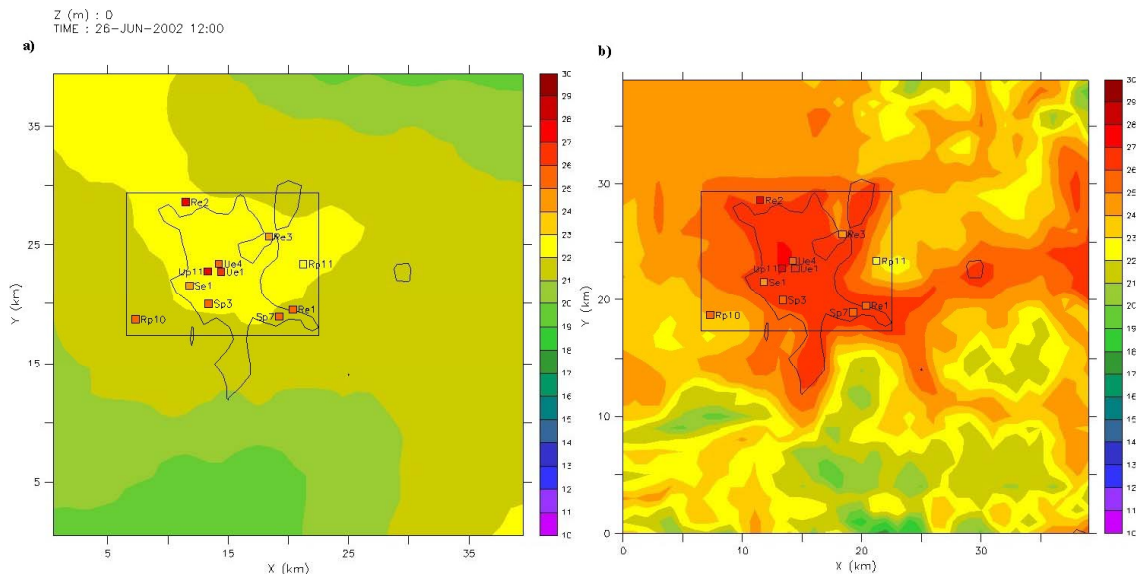 Z (m) : 0
TIME : 26-JUN-2002 12:00
a)
b)
30
29
28
27
26
25
24
23
22
21
20
19
18
17
16
15
14
13
12
11
10
35
25
15
5
Y (km)
5
15
25
35
X (km)
Re2
Re3
Ue4
Up11
Ue1
Rp11
Se1
Sp3
Re1
Sp7
Rp10
30
29
28
27
26
25
24
23
22
21
20
19
18
17
16
15
14
13
12
11
10
30
20
10
0
Y (km)
0
10
20
30
X (km)
Re2
Re3
Ue4
Up11
Ue1
Rp11
Se1
Sp3
Re1
Sp7
Rp10